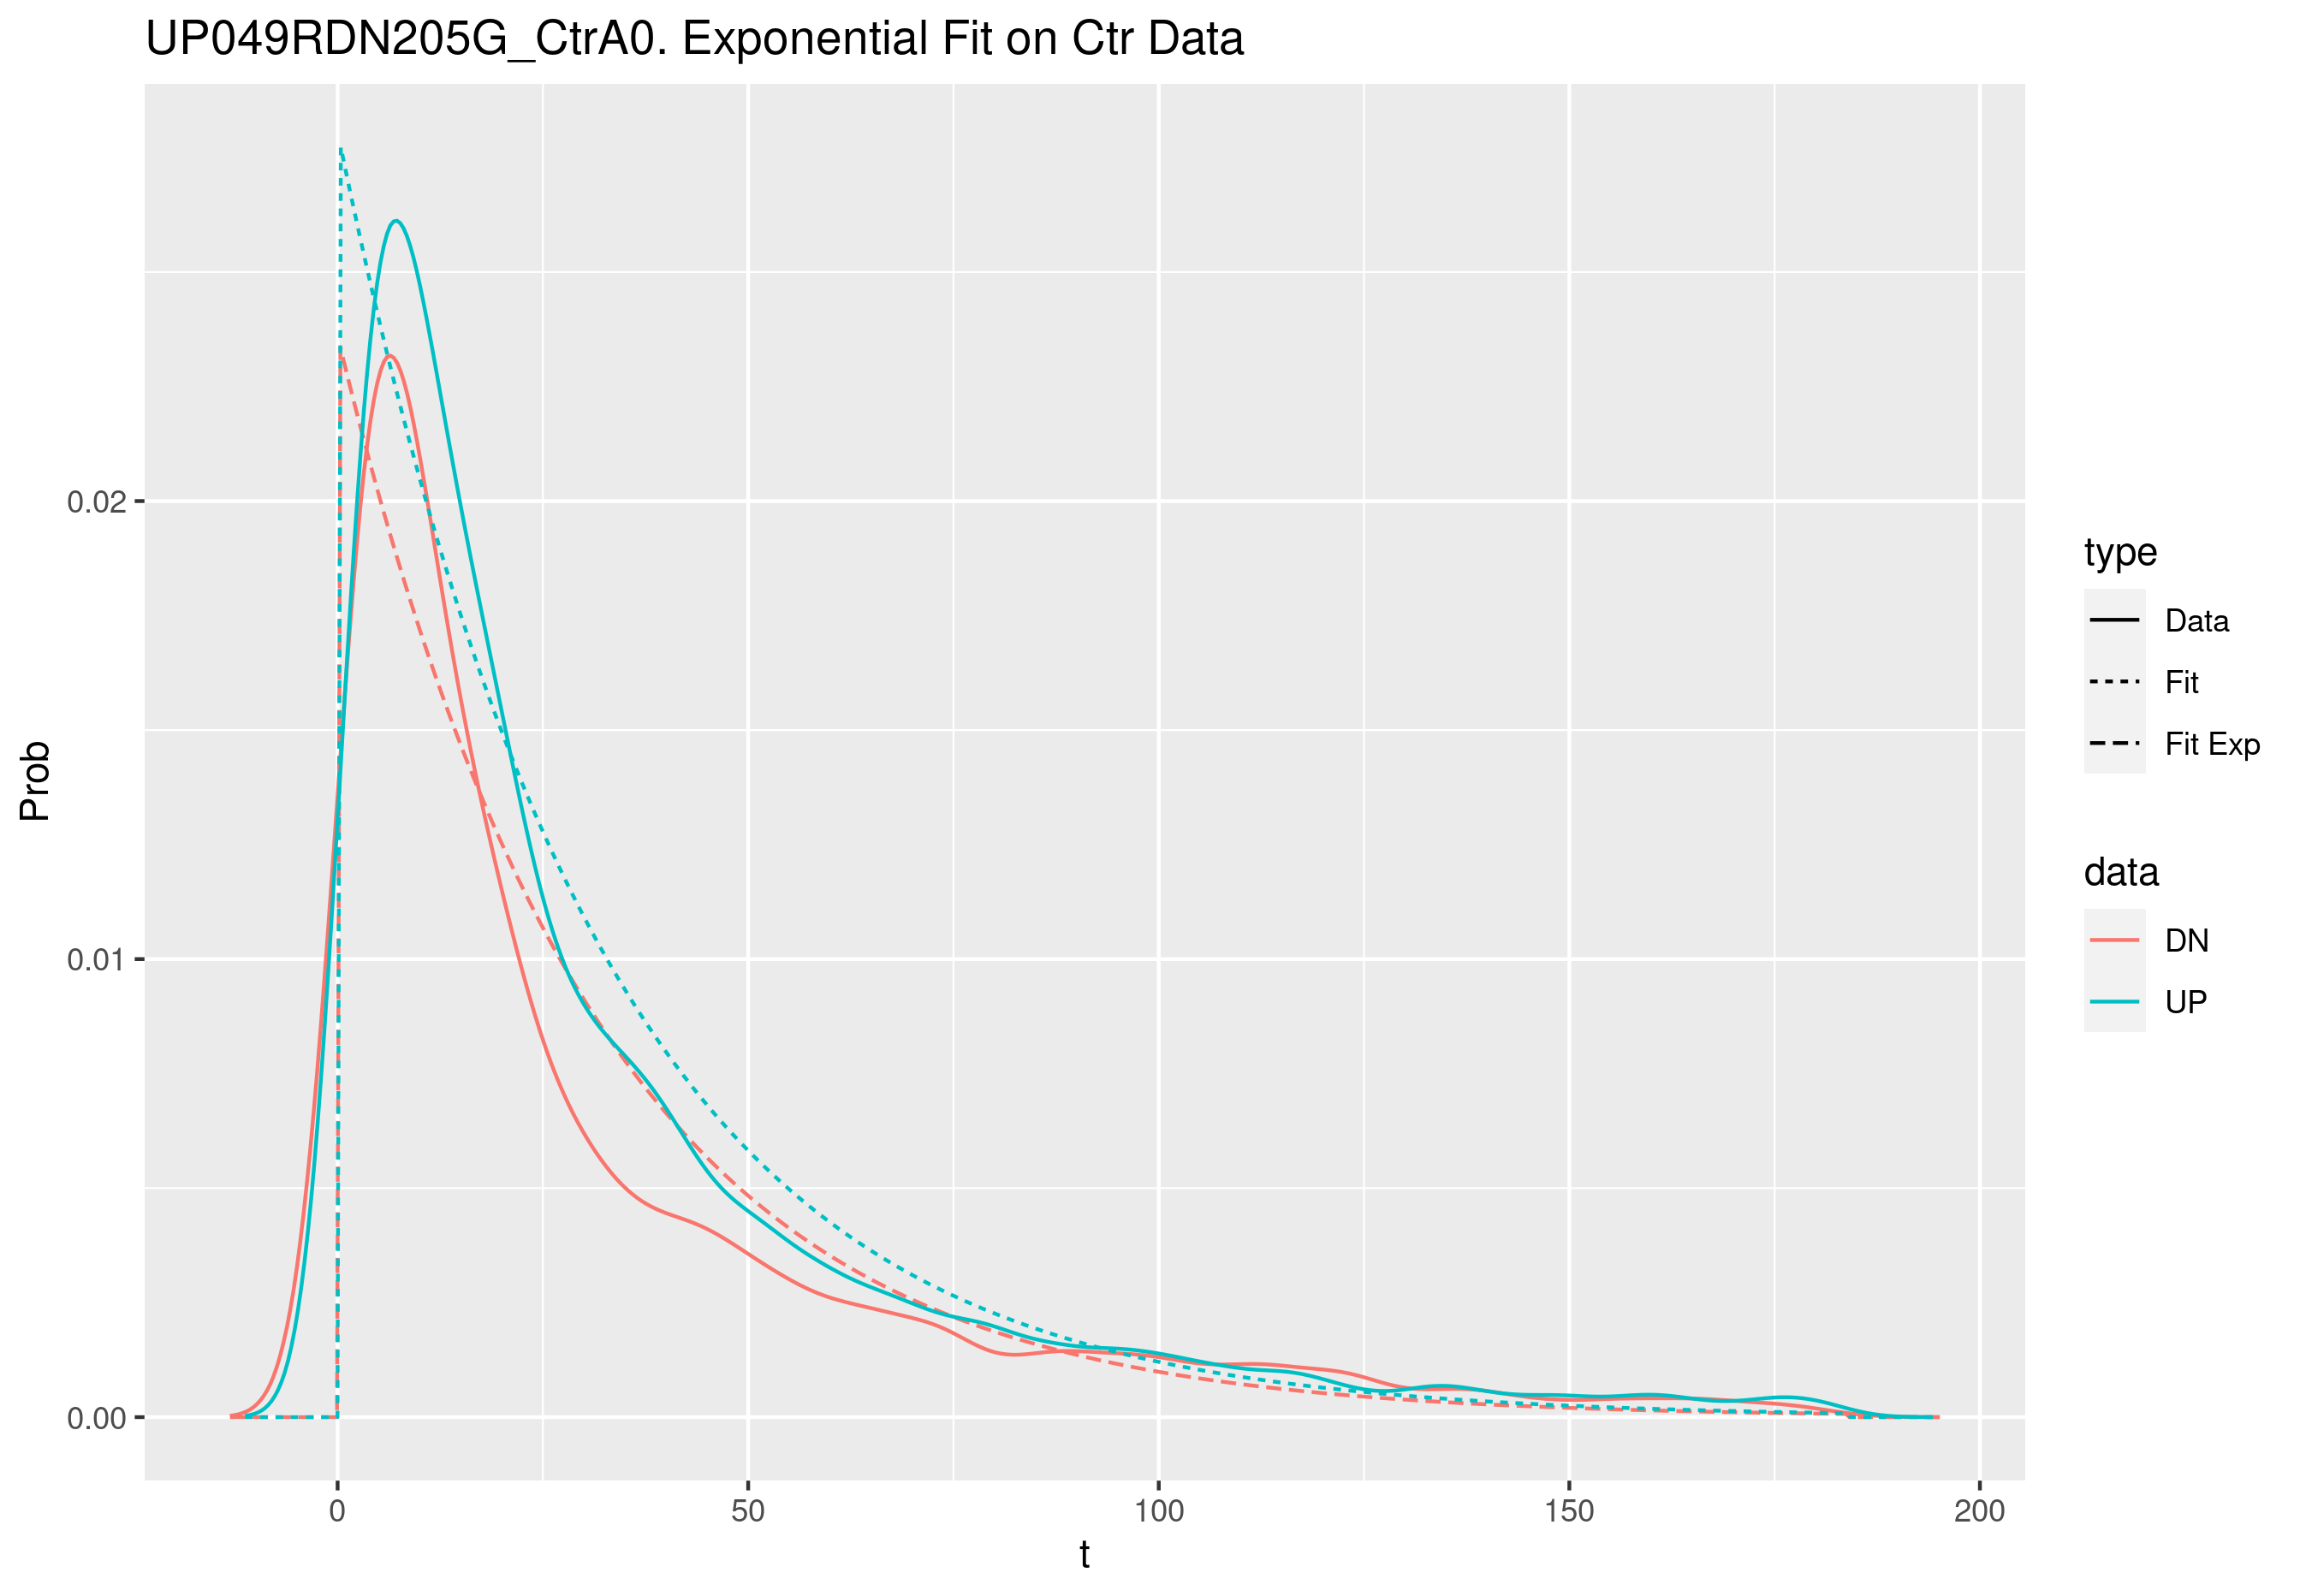 UP049RDN205G_CtrA0. Exponential Fit on Ctr Data
Prob
0.02
0.01
0.00
0
50
100
150
200
t
type
Data
Fit
Fit Exp
data
DN
UP